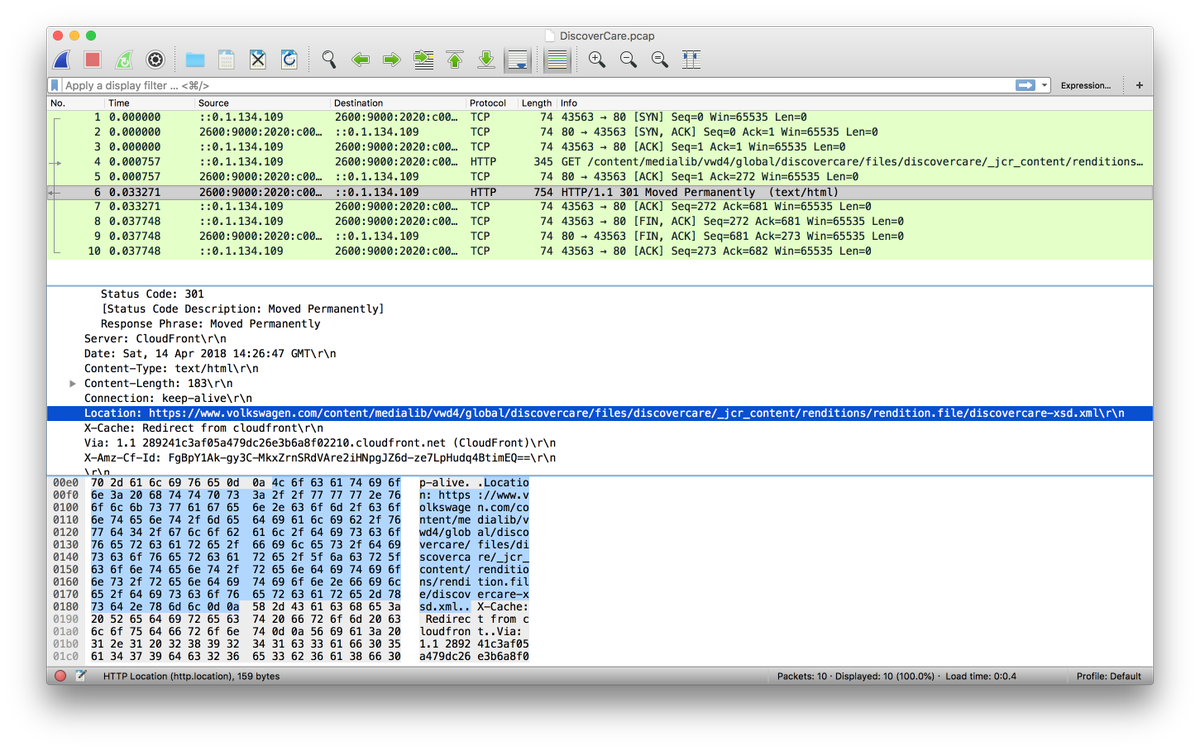 DiscoverCare.pcap
Apply a display filter ... <⌘/>
Expression...
+
No. Time Source Destination Protocol Length Info
1 0.000000 ::0.1.134.109 2600:9000:2020:c00… TCP 74 43563 → 80 [SYN] Seq=0 Win=65535 Len=0
2 0.000000 2600:9000:2020:c00… ::0.1.134.109 TCP 74 80 → 43563 [SYN, ACK] Seq=0 Ack=1 Win=65535 Len=0
3 0.000000 ::0.1.134.109 2600:9000:2020:c00… TCP 74 43563 → 80 [ACK] Seq=1 Ack=1 Win=65535 Len=0
4 0.000757 ::0.1.134.109 2600:9000:2020:c00… HTTP 345 GET /content/medialib/vwd4/global/discovercare/files/discovercare/_jcr_content/renditions…
5 0.000757 2600:9000:2020:c00… ::0.1.134.109 TCP 74 80 → 43563 [ACK] Seq=1 Ack=272 Win=65535 Len=0
6 0.033271 2600:9000:2020:c00… ::0.1.134.109 HTTP 754 HTTP/1.1 301 Moved Permanently (text/html)
7 0.033271 ::0.1.134.109 2600:9000:2020:c00… TCP 74 43563 → 80 [ACK] Seq=272 Ack=681 Win=65535 Len=0
8 0.037748 ::0.1.134.109 2600:9000:2020:c00… TCP 74 43563 → 80 [FIN, ACK] Seq=272 Ack=681 Win=65535 Len=0
9 0.037748 2600:9000:2020:c00… ::0.1.134.109 TCP 74 80 → 43563 [FIN, ACK] Seq=681 Ack=273 Win=65535 Len=0
10 0.037748 ::0.1.134.109 2600:9000:2020:c00… TCP 74 43563 → 80 [ACK] Seq=273 Ack=682 Win=65535 Len=0
Status Code: 301
[Status Code Description: Moved Permanently]
Response Phrase: Moved Permanently
Server: CloudFront\r\n
Date: Sat, 14 Apr 2018 14:26:47 GMT\r\n
Content-Type: text/html\r\n
Content-Length: 183\r\n
Connection: keep-alive\r\n
Location: https://www.volkswagen.com/content/medialib/vwd4/global/discovercare/files/discovercare/_jcr_content/renditions/rendition.file/discovercare-xsd.xml\r\n
X-Cache: Redirect from cloudfront\r\n
Via: 1.1 289241c3af05a479dc26e3b6a8f02210.cloudfront.net (CloudFront)\r\n
X-Amz-Cf-Id: FgBpY1Ak-gy3C-MkxZrnSRdVAre2iHNpgJZ6d-ze7LpHudq4BtimEQ==\r\n
\r\n
00e0 70 2d 61 6c 69 76 65 0d 0a 4c 6f 63 61 74 69 6f p-alive. .Locatio
00f0 6e 3a 20 68 74 74 70 73 3a 2f 2f 77 77 77 2e 76 n: https ://www.v
0100 6f 6c 6b 73 77 61 67 65 6e 2e 63 6f 6d 2f 63 6f olkswage n.com/co
0110 6e 74 65 6e 74 2f 6d 65 64 69 61 6c 69 62 2f 76 ntent/me dialib/v
0120 77 64 34 2f 67 6c 6f 62 61 6c 2f 64 69 73 63 6f wd4/glob al/disco
0130 76 65 72 63 61 72 65 2f 66 69 6c 65 73 2f 64 69 vercare/ files/di
0140 73 63 6f 76 65 72 63 61 72 65 2f 5f 6a 63 72 5f scoverca re/_jcr_
0150 63 6f 6e 74 65 6e 74 2f 72 65 6e 64 69 74 69 6f content/ renditio
0160 6e 73 2f 72 65 6e 64 69 74 69 6f 6e 2e 66 69 6c ns/rendi tion.fil
0170 65 2f 64 69 73 63 6f 76 65 72 63 61 72 65 2d 78 e/discov ercare-x
0180 73 64 2e 78 6d 6c 0d 0a 58 2d 43 61 63 68 65 3a sd.xml.. X-Cache:
0190 20 52 65 64 69 72 65 63 74 20 66 72 6f 6d 20 63 Redirec t from c
01a0 6c 6f 75 64 66 72 6f 6e 74 0d 0a 56 69 61 3a 20 loudfron t..Via:
01b0 31 2e 31 20 32 38 39 32 34 31 63 33 61 66 30 35 1.1 2892 41c3af05
01c0 61 34 37 39 64 63 32 36 65 33 62 36 61 38 66 30 a479dc26 e3b6a8f0
HTTP Location (http.location), 159 bytes
Packets: 10 · Displayed: 10 (100.0%) · Load time: 0:0.4
Profile: Default